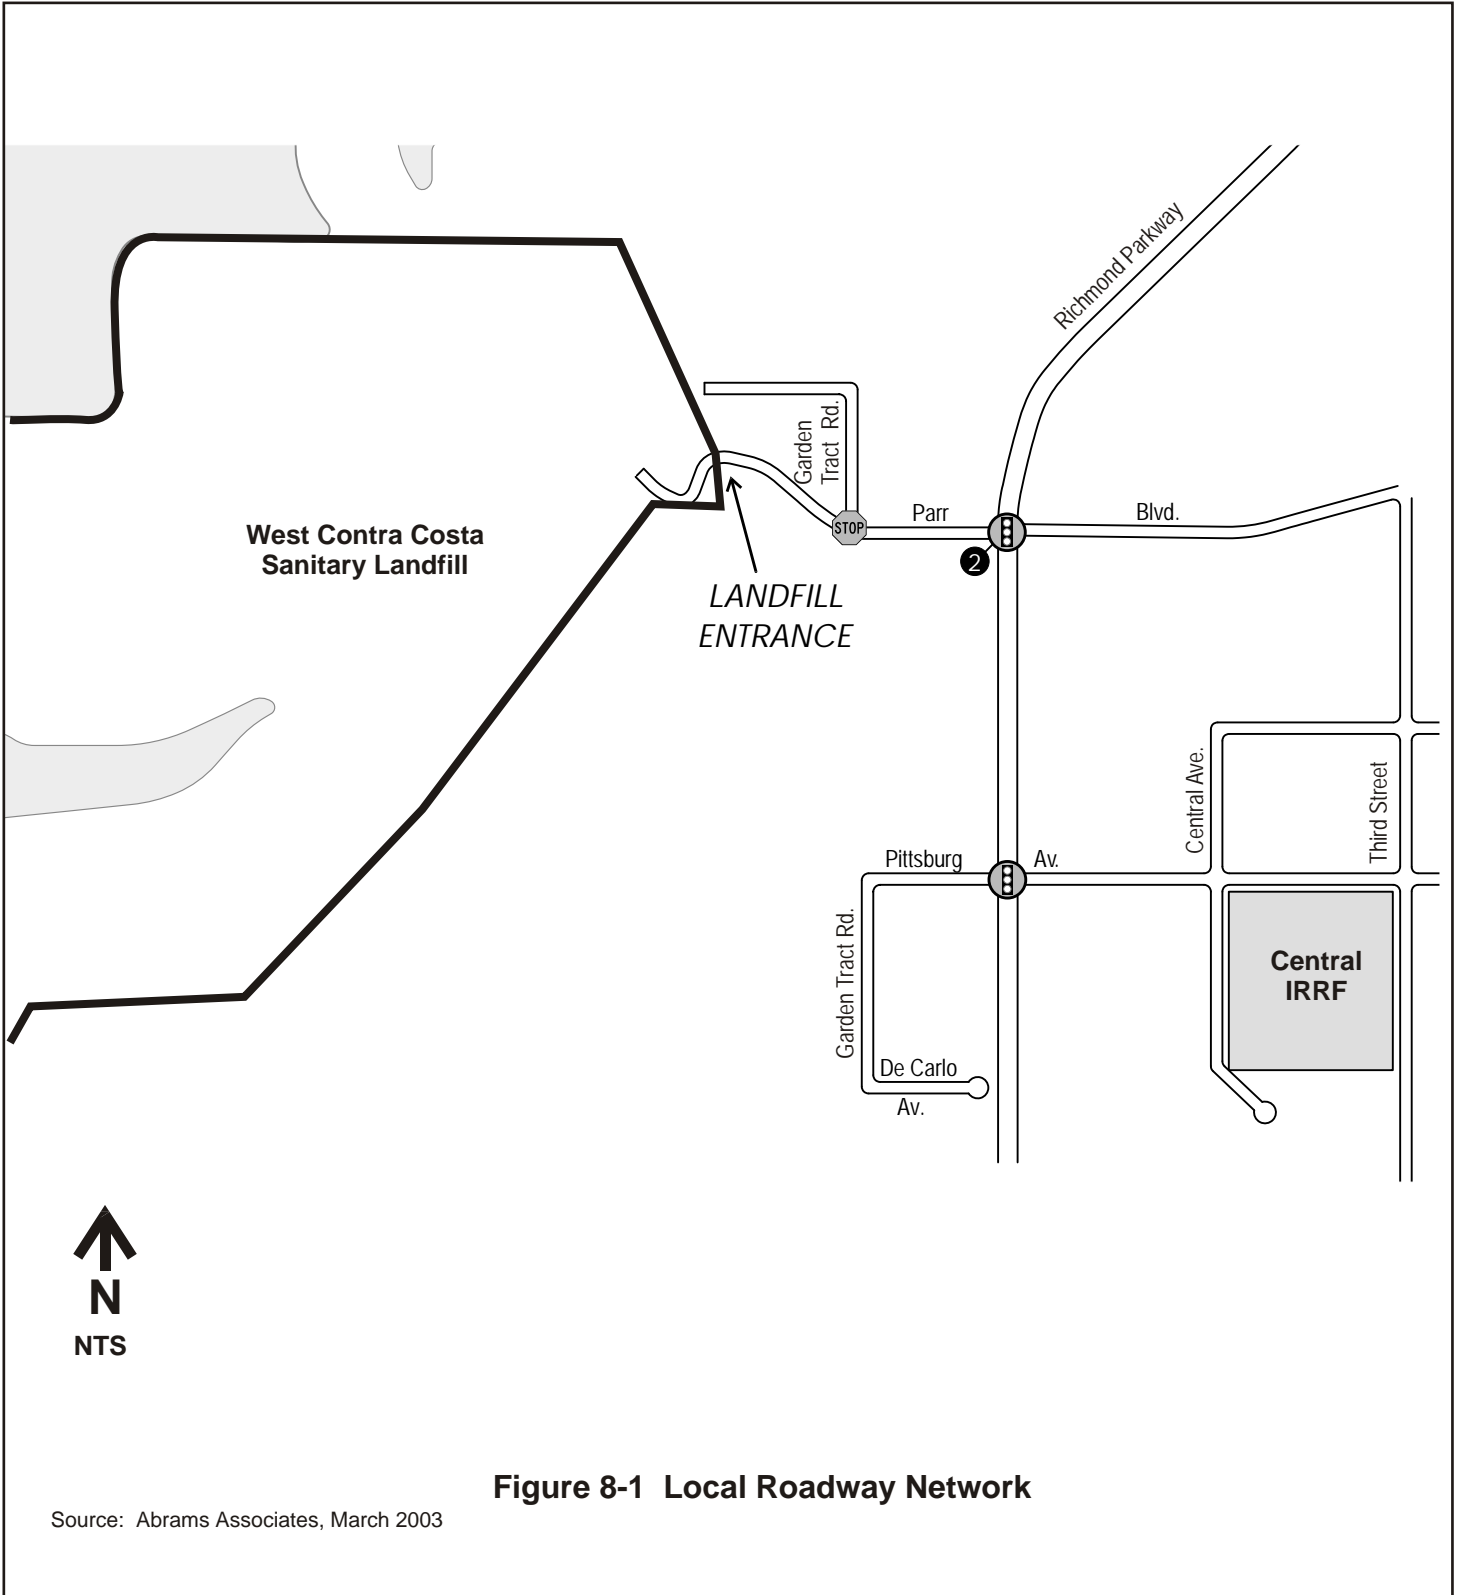 Richmond Parkway
Garden
Tract Rd.
STOP
Parr
Blvd.
2
West Contra Costa
Sanitary Landfill
LANDFILL
ENTRANCE
Central Ave.
Third Street
Pittsburg
Av.
Garden Tract Rd.
Central
IRRF
De Carlo
Av.
N
NTS
Figure 8-1 Local Roadway Network
Source: Abrams Associates, March 2003